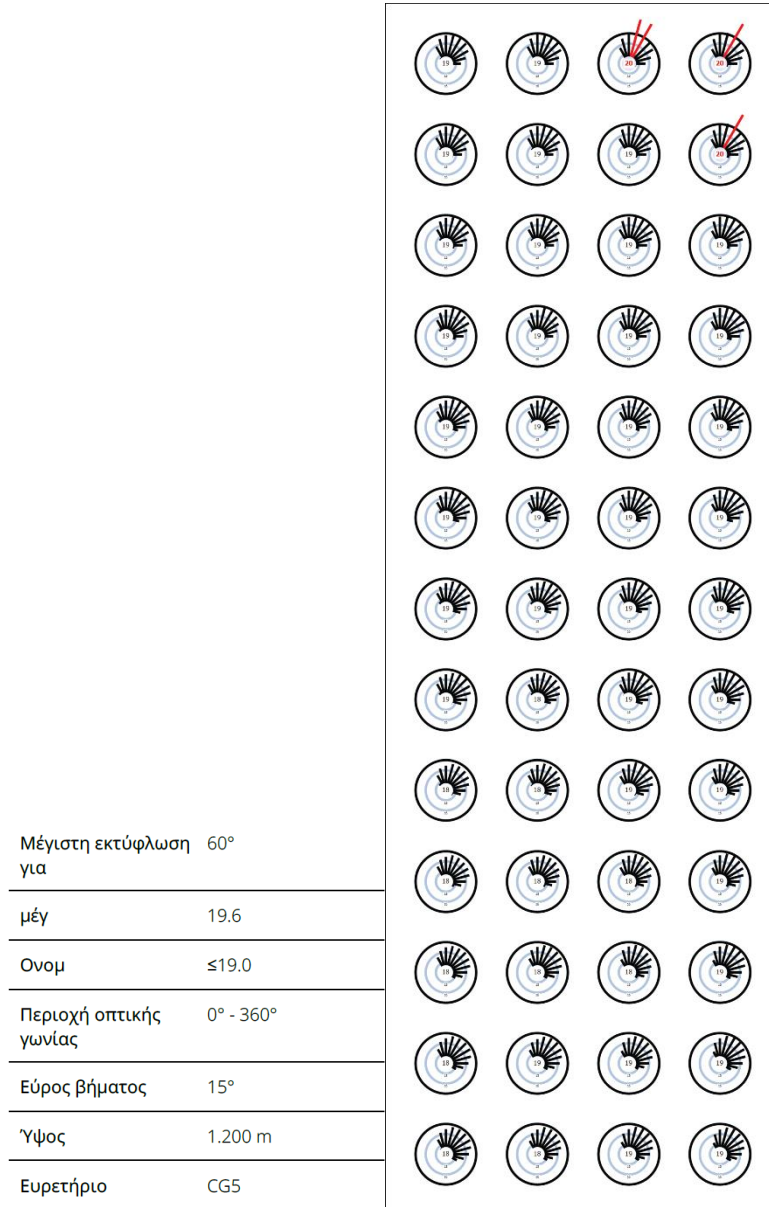 19 19 20 20
19 19 19 20
19 19 19 19
19 19 19 19
19 19 19 19
19 19 19 19
19 19 19 19
19 18 19 19
18 18 19 19
18 18 18 19
18 18 18 19
18 19 19 19
18 19 19 19
Μέγιστη εκτύφλωση 60°
για
μέγ 19.6
Ονομ ≤19.0
Περιοχή οπτικής 0° - 360°
γωνίας
Εύρος βήματος 15°
Ύψος 1.200 m
Ευρετήριο CG5